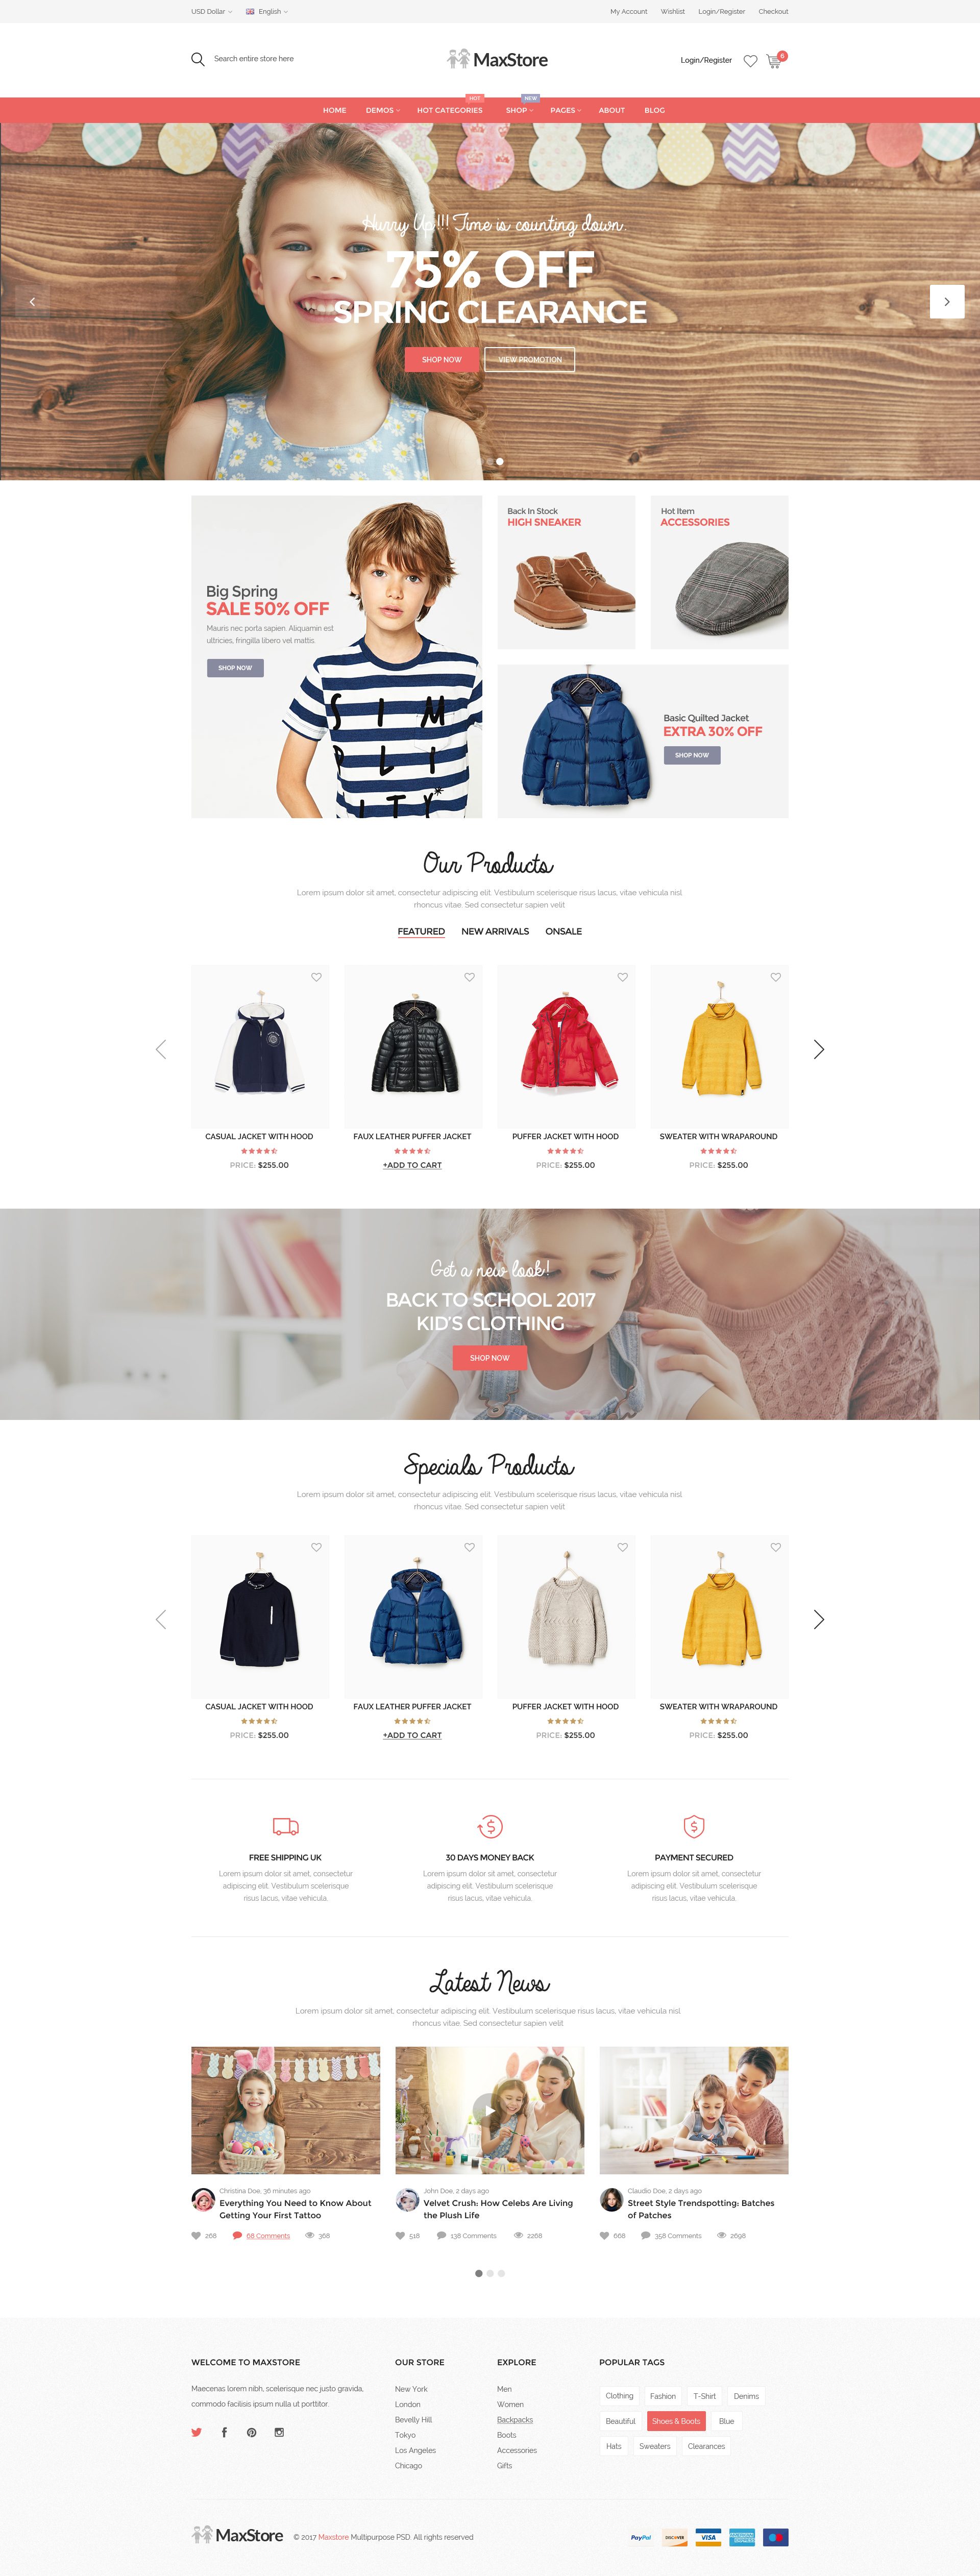 USD Dollar English My Account Wishlist Login/Register Checkout
Search entire store here MaxStore Login/Register 6
HOT NEW
HOME DEMOS HOT CATEGORIES SHOP PAGES ABOUT BLOG
Hurry Up!!! Time is counting down.
75% OFF
SPRING CLEARANCE
SHOP NOW VIEW PROMOTION
Big Spring
SALE 50% OFF
Mauris nec porta sapien. Aliquamin est
ultricies, fringilla libero vel mattis.
SHOP NOW
SIM
PLI
ITY
Back In Stock
HIGH SNEAKER
Hot Item
ACCESSORIES
Basic Quilted Jacket
EXTRA 30% OFF
SHOP NOW
Our Products
Lorem ipsum dolor sit amet, consectetur adipiscing elit. Vestibulum scelerisque risus lacus, vitae vehicula nisl.
rhoncus vitae. Sed consectetur sapien velit
FEATURED NEW ARRIVALS ONSALE
CASUAL JACKET WITH HOOD FAUX LEATHER PUFFER JACKET PUFFER JACKET WITH HOOD SWEATER WITH WRAPAROUND
PRICE: $255.00 +ADD TO CART PRICE: $255.00 PRICE: $255.00
Get a new look!
BACK TO SCHOOL 2017
KID'S CLOTHING
SHOP NOW
Specials Products
Lorem ipsum dolor sit amet, consectetur adipiscing elit. Vestibulum scelerisque risus lacus, vitae vehicula nisl.
rhoncus vitae. Sed consectetur sapien velit
CASUAL JACKET WITH HOOD FAUX LEATHER PUFFER JACKET PUFFER JACKET WITH HOOD SWEATER WITH WRAPAROUND
PRICE: $255.00 +ADD TO CART PRICE: $255.00 PRICE: $255.00
FREE SHIPPING UK
Lorem ipsum dolor sit amet, consectetur
adipiscing elit. Vestibulum scelerisque
risus lacus, vitae vehicula.
30 DAYS MONEY BACK
Lorem ipsum dolor sit amet, consectetur
adipiscing elit. Vestibulum scelerisque
risus lacus, vitae vehicula.
PAYMENT SECURED
Lorem ipsum dolor sit amet, consectetur
adipiscing elit. Vestibulum scelerisque
risus lacus, vitae vehicula.
Latest News
Lorem ipsum dolor sit amet, consectetur adipiscing elit. Vestibulum scelerisque risus lacus, vitae vehicula nisl.
rhoncus vitae. Sed consectetur sapien velit
Christina Doe, 36 minutes ago
Everything You Need to Know About
Getting Your First Tattoo
268 68 Comments 368
John Doe, 2 days ago
Velvet Crush: How Celebs Are Living
the Plush Life
518 138 Comments 2268
Claudio Doe, 2 days ago
Street Style Trendspotting: Batches
of Patches
668 358 Comments 2698
WELCOME TO MAXSTORE
Maecenas lorem nibh, scelerisque nec justo gravida,
commodo facilisis ipsum nulla ut porttitor.
OUR STORE
New York
London
Bevelly Hill
Tokyo
Los Angeles
Chicago
EXPLORE
Men
Women
Backpacks
Boots
Accessories
Gifts
POPULAR TAGS
Clothing Fashion T-Shirt Denims
Beautiful Shoes & Boots Blue
Hats Sweaters Clearances
MaxStore © 2017 Maxstore Multipurpose PSD. All rights reserved PayPal DISCOVER VISA AMERICAN EXPRESS